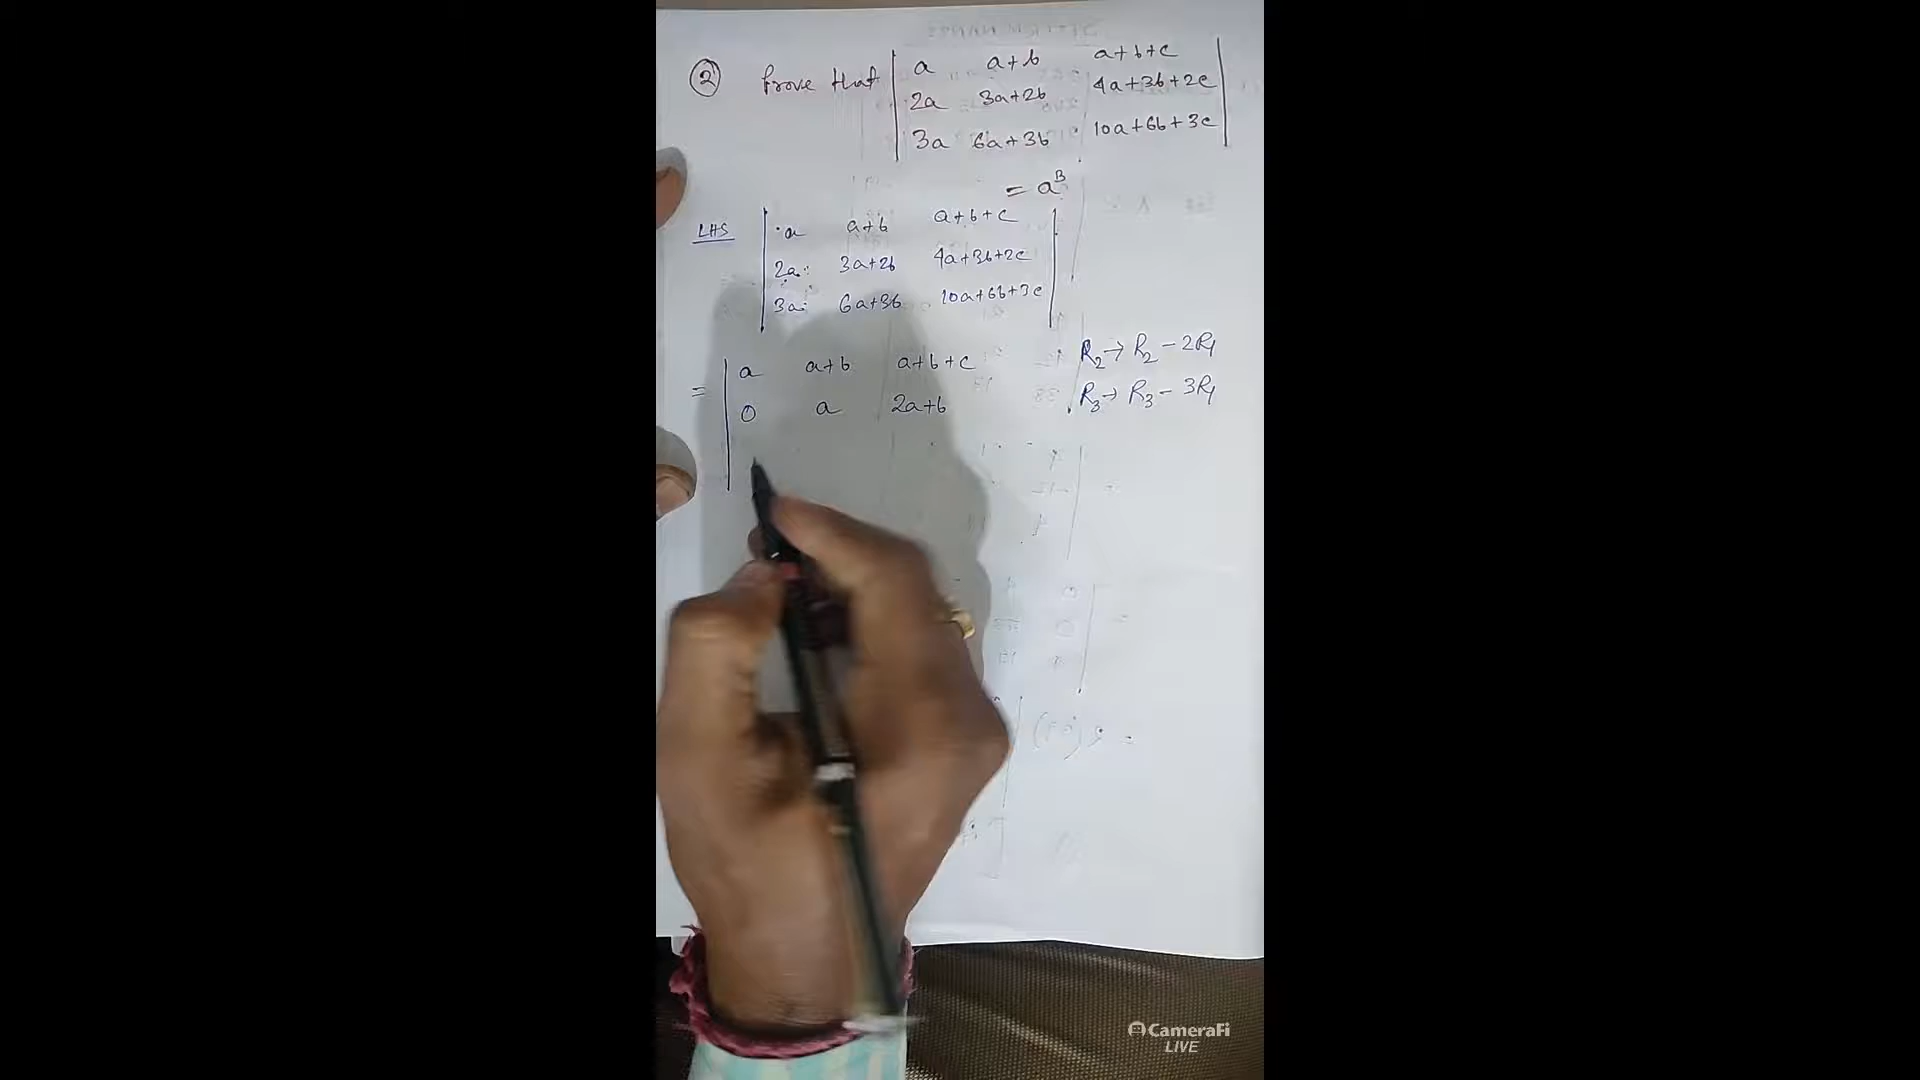 ② Prove that | a a+b a+b+c |
| 2a 3a+2b 4a+3b+2c |
| 3a 6a+3b 10a+6b+3c |
= a³
LHS | a a+b a+b+c |
| 2a 3a+2b 4a+3b+2c |
| 3a 6a+3b 10a+6b+3c |
= | a a+b a+b+c R₂→ R₂ - 2R₁
| 0 a 2a+b R₃→ R₃ - 3R₁
CameraFi
LIVE